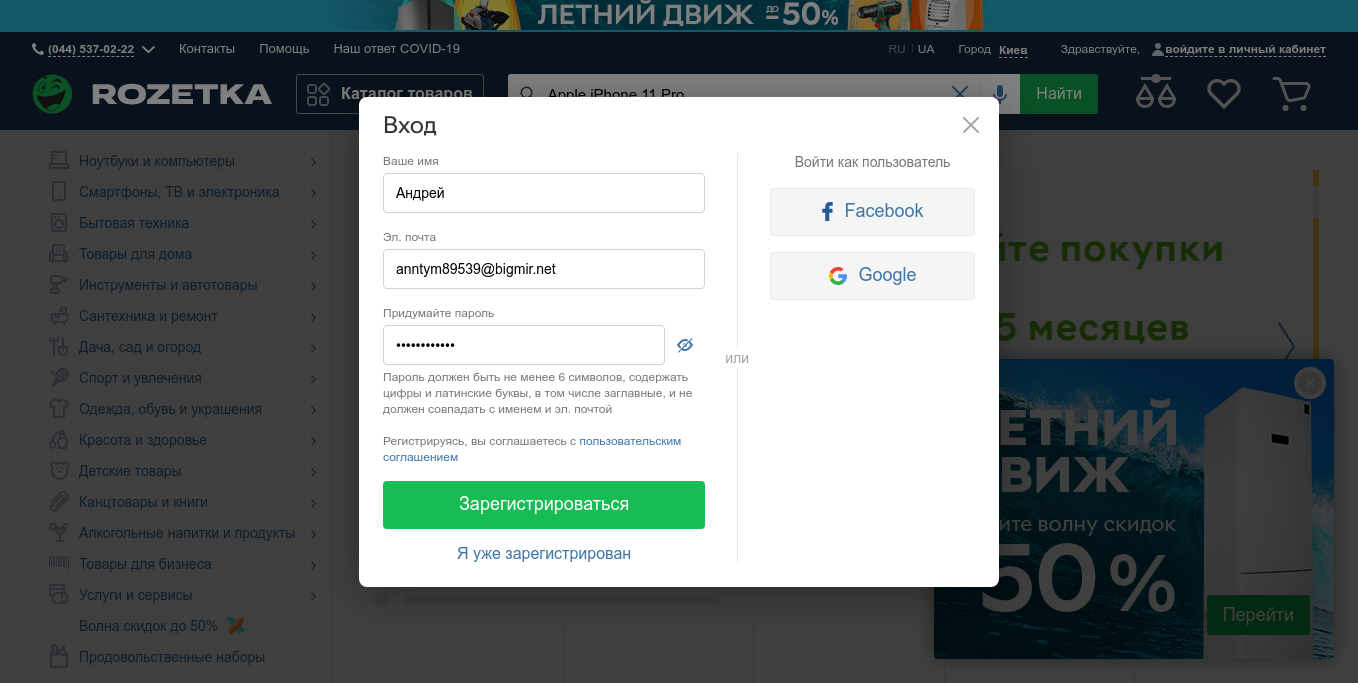 ЛЕТНИЙ ДВИЖ ДО -50%
(044) 537-02-22 Контакты Помощь Наш ответ COVID-19 RU UA Город Киев Здравствуйте, войдите в личный кабинет
ROZETKA Каталог товаров Apple iPhone 11 Pro Найти
Вход
Ваше имя
Андрей
Эл. почта
anntym89539@bigmir.net
Придумайте пароль
••••••••••••
Пароль должен быть не менее 6 символов, содержать
цифры и латинские буквы, в том числе заглавные, и не
должен совпадать с именем и эл. почтой
Регистрируясь, вы соглашаетесь с пользовательским
соглашением
Зарегистрироваться
Я уже зарегистрирован
или
Войти как пользователь
Facebook
Google
Ноутбуки и компьютеры
Смартфоны, ТВ и электроника
Бытовая техника
Товары для дома
Инструменты и автотовары
Сантехника и ремонт
Дача, сад и огород
Спорт и увлечения
Одежда, обувь и украшения
Красота и здоровье
Детские товары
Канцтовары и книги
Алкогольные напитки и продукты
Товары для бизнеса
Услуги и сервисы
Волна скидок до 50%
Продовольственные наборы
йте покупки
5 месяцев
ЕТНИЙ
ДВИЖ
ите волну скидок
50%
Перейти